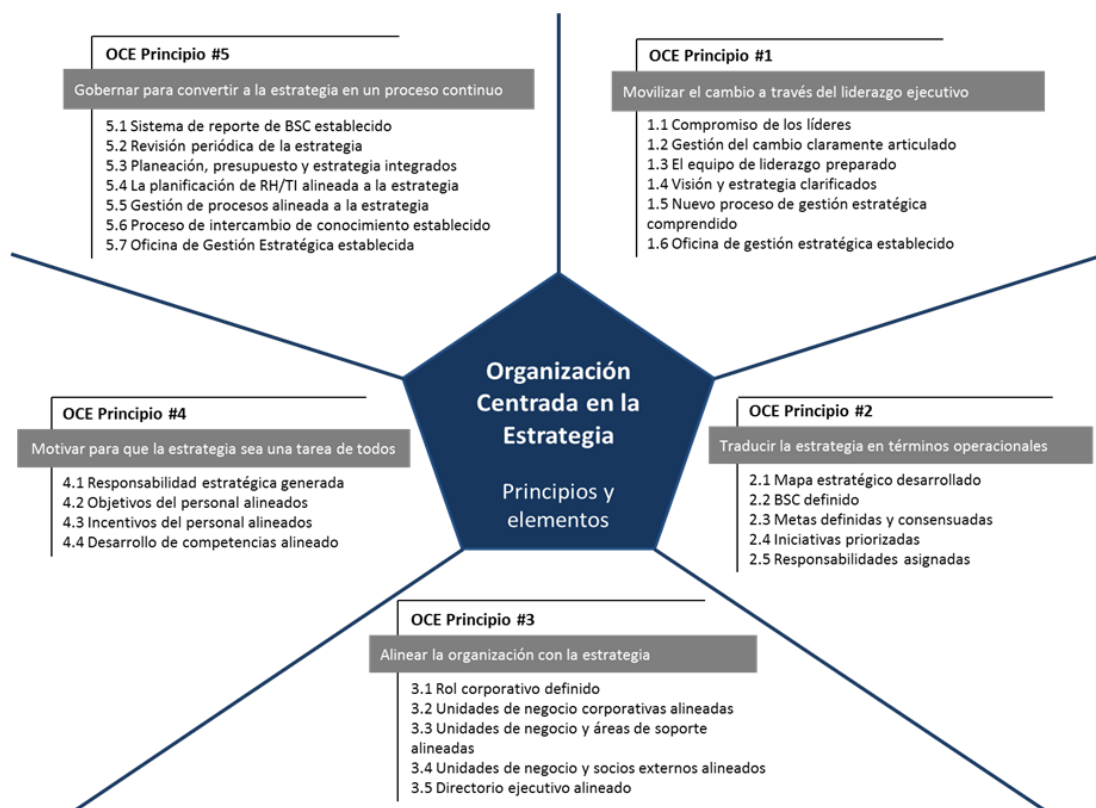 OCE Principio #5
Gobernar para convertir a la estrategia en un proceso continuo
5.1 Sistema de reporte de BSC establecido
5.2 Revisión periódica de la estrategia
5.3 Planeación, presupuesto y estrategia integrados
5.4 La planificación de RH/TI alineada a la estrategia
5.5 Gestión de procesos alineada a la estrategia
5.6 Proceso de intercambio de conocimiento establecido
5.7 Oficina de Gestión Estratégica establecida
OCE Principio #1
Movilizar el cambio a través del liderazgo ejecutivo
1.1 Compromiso de los líderes
1.2 Gestión del cambio claramente articulado
1.3 El equipo de liderazgo preparado
1.4 Visión y estrategia clarificados
1.5 Nuevo proceso de gestión estratégica
comprendido
1.6 Oficina de gestión estratégica establecido
Organización
Centrada en la
Estrategia
Principios y
elementos
OCE Principio #4
Motivar para que la estrategia sea una tarea de todos
4.1 Responsabilidad estratégica generada
4.2 Objetivos del personal alineados
4.3 Incentivos del personal alineados
4.4 Desarrollo de competencias alineado
OCE Principio #2
Traducir la estrategia en términos operacionales
2.1 Mapa estratégico desarrollado
2.2 BSC definido
2.3 Metas definidas y consensuadas
2.4 Iniciativas priorizadas
2.5 Responsabilidades asignadas
OCE Principio #3
Alinear la organización con la estrategia
3.1 Rol corporativo definido
3.2 Unidades de negocio corporativas alineadas
3.3 Unidades de negocio y áreas de soporte
alineadas
3.4 Unidades de negocio y socios externos alineados
3.5 Directorio ejecutivo alineado